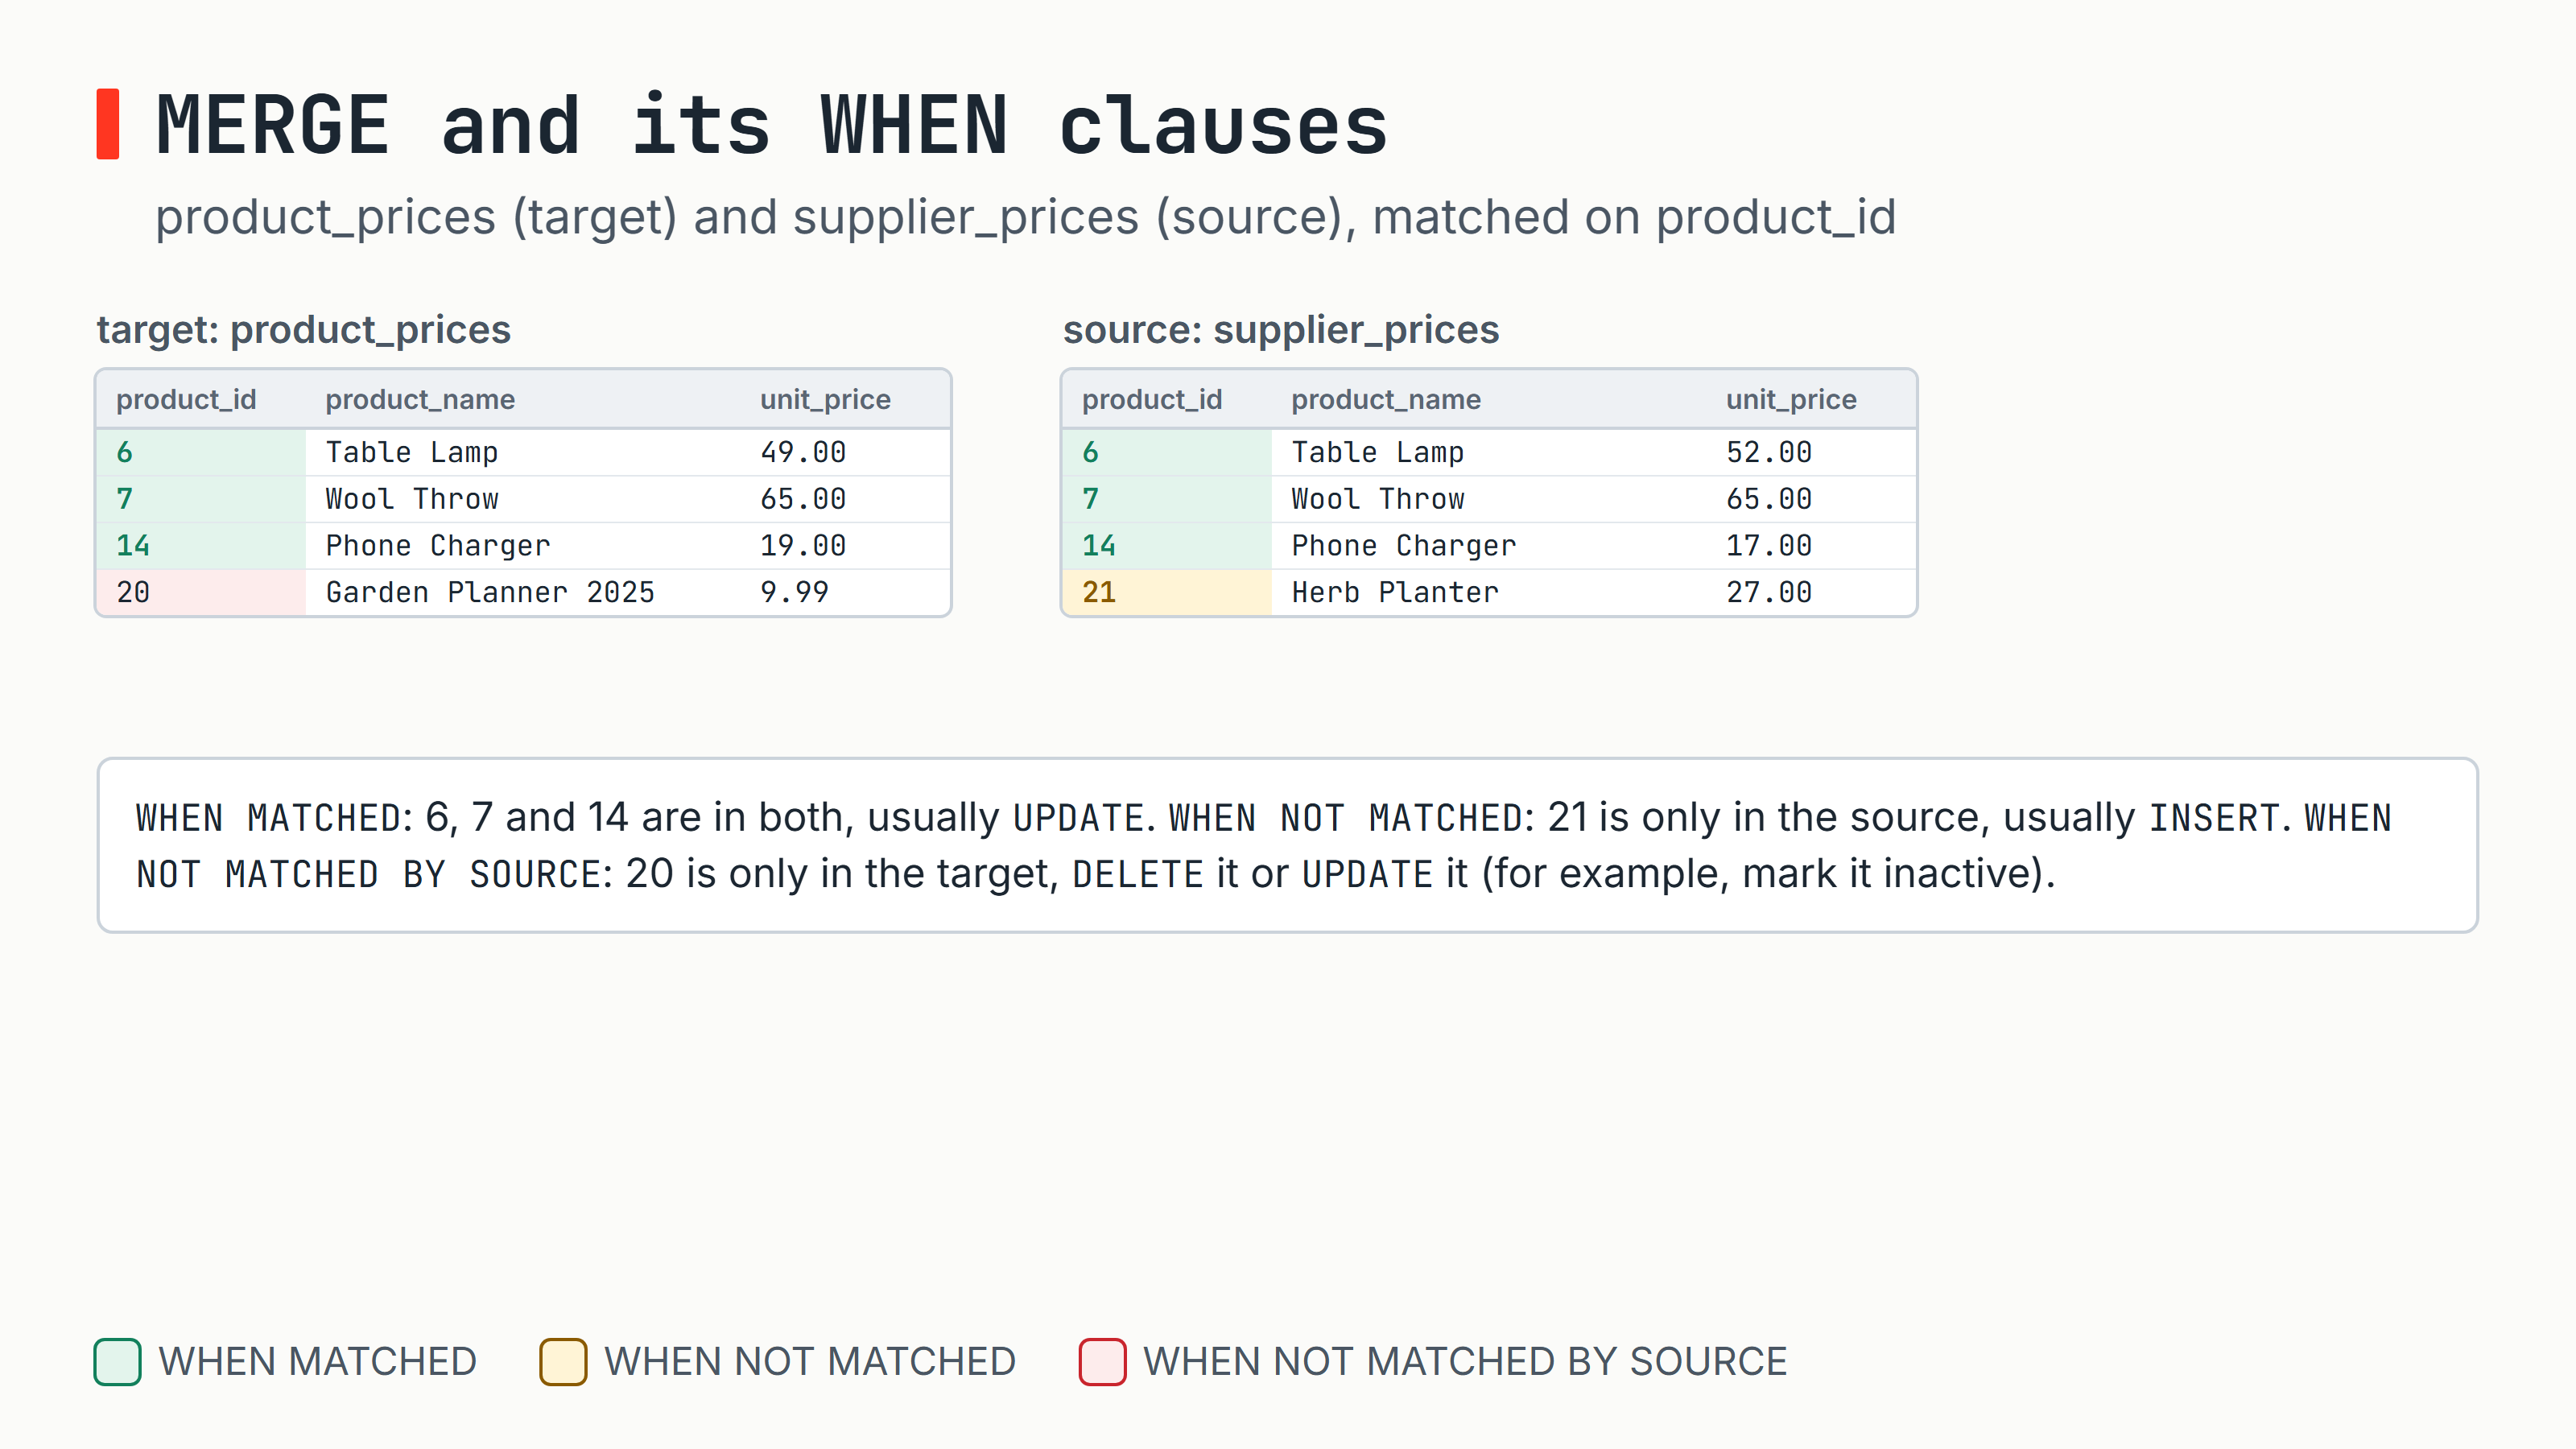 MERGE and its WHEN clauses
product_prices (target) and supplier_prices (source), matched on product_id
target: product_prices
product_id product_name unit_price
6 Table Lamp 49.00
7 Wool Throw 65.00
14 Phone Charger 19.00
20 Garden Planner 2025 9.99
source: supplier_prices
product_id product_name unit_price
6 Table Lamp 52.00
7 Wool Throw 65.00
14 Phone Charger 17.00
21 Herb Planter 27.00
WHEN MATCHED: 6, 7 and 14 are in both, usually UPDATE. WHEN NOT MATCHED: 21 is only in the source, usually INSERT. WHEN
NOT MATCHED BY SOURCE: 20 is only in the target, DELETE it or UPDATE it (for example, mark it inactive).
WHEN MATCHED WHEN NOT MATCHED WHEN NOT MATCHED BY SOURCE